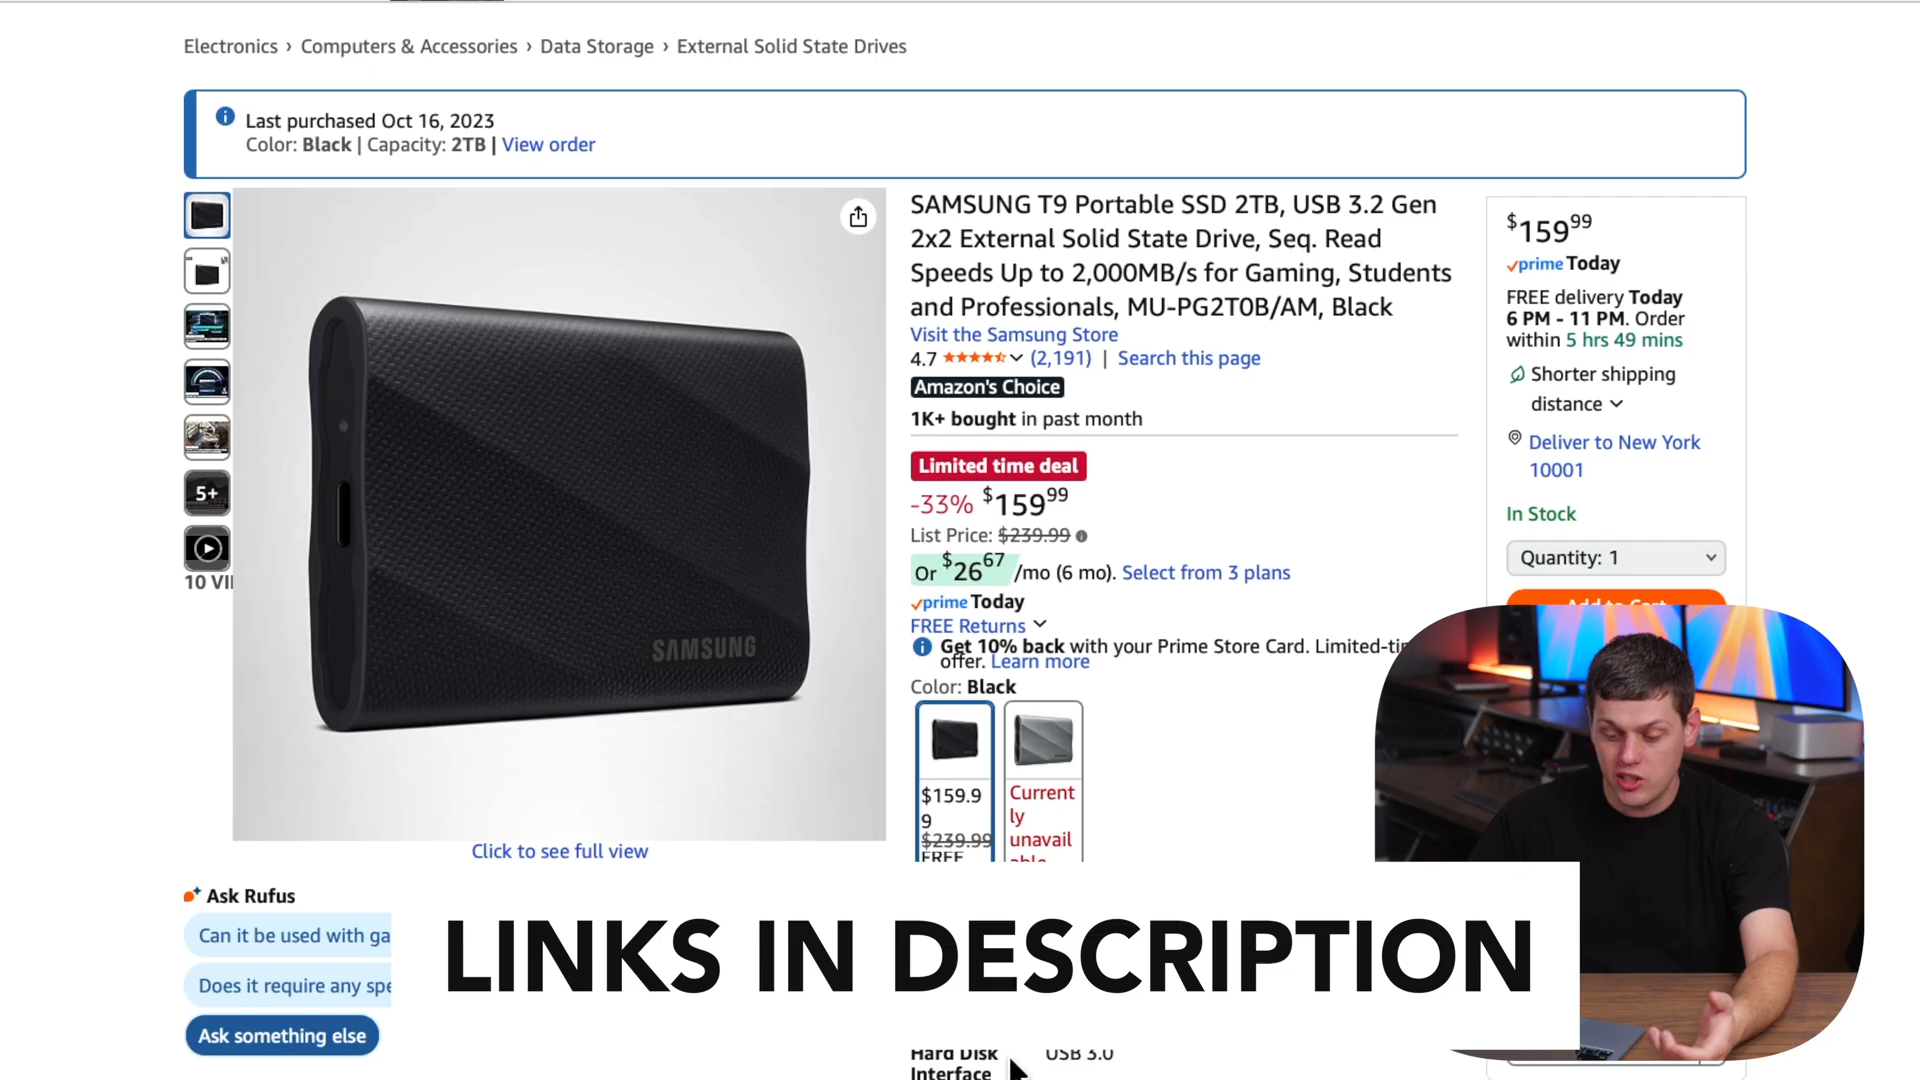 Electronics › Computers & Accessories › Data Storage › External Solid State Drives
Last purchased Oct 16, 2023
Color: Black | Capacity: 2TB | View order
5+
10 VI
SAMSUNG
Click to see full view
Ask Rufus
Can it be used with ga
Does it require any spe
Ask something else
SAMSUNG T9 Portable SSD 2TB, USB 3.2 Gen
2x2 External Solid State Drive, Seq. Read
Speeds Up to 2,000MB/s for Gaming, Students
and Professionals, MU-PG2T0B/AM, Black
Visit the Samsung Store
4.7 (2,191) | Search this page
Amazon's Choice
1K+ bought in past month
Limited time deal
-33% $159.99
List Price: $239.99
Or $26.67 /mo (6 mo). Select from 3 plans
prime Today
FREE Returns
Get 10% back with your Prime Store Card. Limited-ti
offer. Learn more
Color: Black
$159.9
9
$239.99
FREE
Current
ly
unavail
able
Hard Disk USB 3.0
Interface
$159.99
prime Today
FREE delivery Today
6 PM - 11 PM. Order
within 5 hrs 49 mins
Shorter shipping
distance
Deliver to New York
10001
In Stock
Quantity: 1
Add to Cart
LINKS IN DESCRIPTION